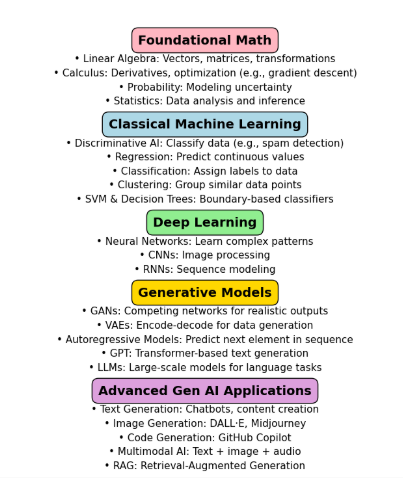 Foundational Math
• Linear Algebra: Vectors, matrices, transformations
• Calculus: Derivatives, optimization (e.g., gradient descent)
• Probability: Modeling uncertainty
• Statistics: Data analysis and inference
Classical Machine Learning
• Discriminative AI: Classify data (e.g., spam detection)
• Regression: Predict continuous values
• Classification: Assign labels to data
• Clustering: Group similar data points
• SVM & Decision Trees: Boundary-based classifiers
Deep Learning
• Neural Networks: Learn complex patterns
• CNNs: Image processing
• RNNs: Sequence modeling
Generative Models
• GANs: Competing networks for realistic outputs
• VAEs: Encode-decode for data generation
• Autoregressive Models: Predict next element in sequence
• GPT: Transformer-based text generation
• LLMs: Large-scale models for language tasks
Advanced Gen AI Applications
• Text Generation: Chatbots, content creation
• Image Generation: DALL·E, Midjourney
• Code Generation: GitHub Copilot
• Multimodal AI: Text + image + audio
• RAG: Retrieval-Augmented Generation